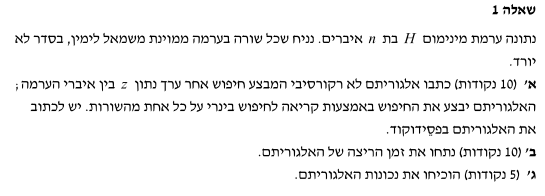 שאלה 1
נתונה ערמת מינימום H בת n איברים. נניח שכל שורה בערמה ממוינת משמאל לימין, בסדר לא
יורד.
א׳ (10 נקודות) כתבו אלגוריתם לא רקורסיבי המבצע חיפוש אחר ערך נתון z בין איברי הערמה;
האלגוריתם יבצע את החיפוש באמצעות קריאה לחיפוש בינרי על כל אחת מהשורות. יש לכתוב
את האלגוריתם בפסֵידוקוד.
ב׳ (10 נקודות) נתחו את זמן הריצה של האלגוריתם.
ג׳ (5 נקודות) הוכיחו את נכונות האלגוריתם.